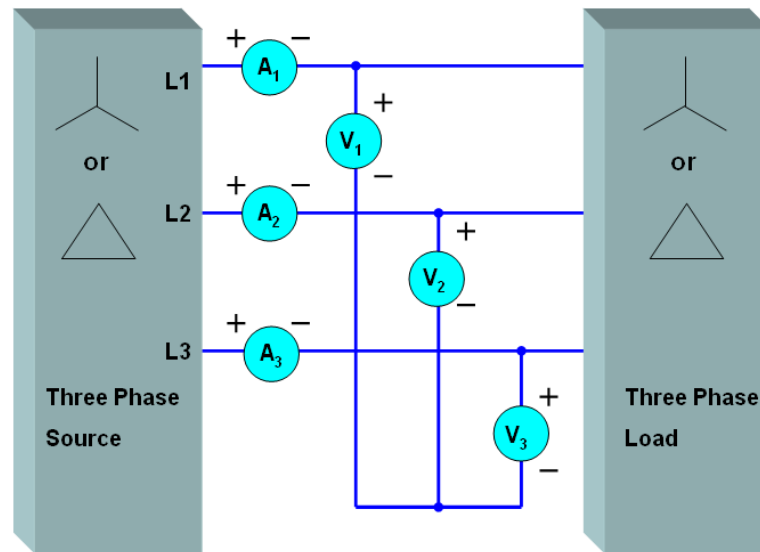 + −
L1 A₁
+
or V₁ or
−
+ −
L2 A₂
+
V₂
−
+ −
L3 A₃
+
Three Phase Three Phase
Source V₃ Load
−